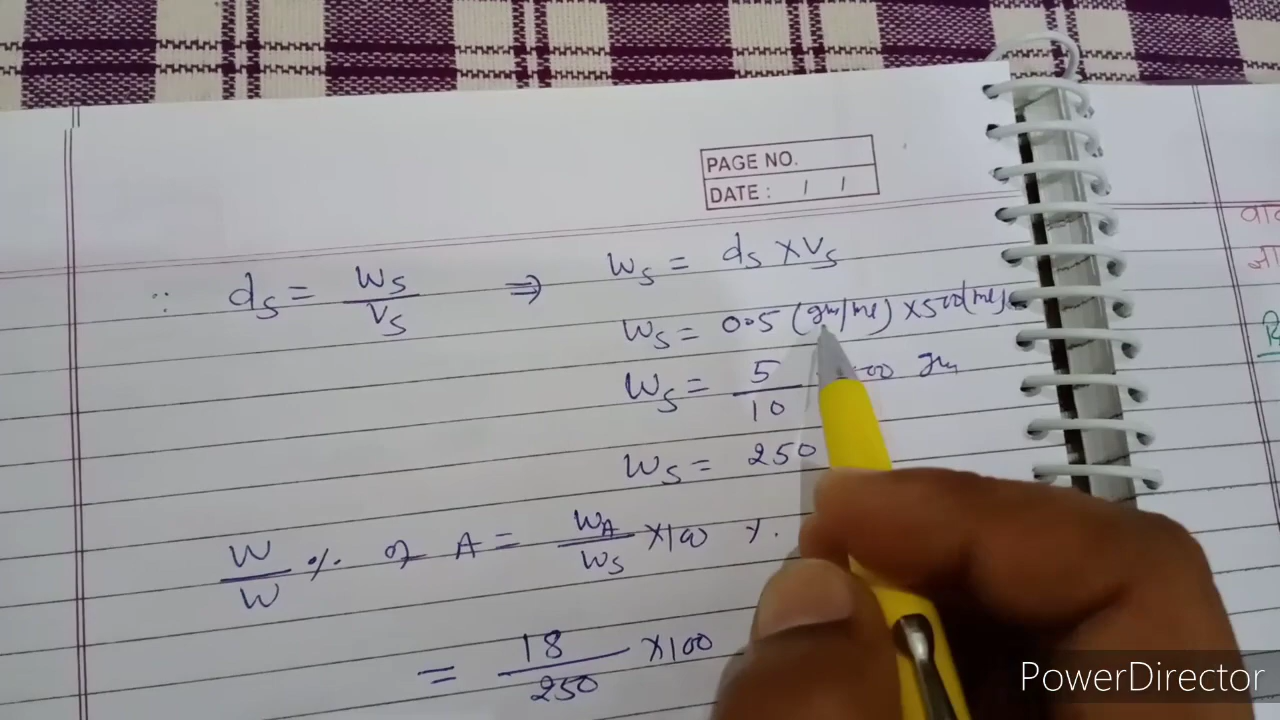 PAGE NO.
DATE : / /
∴ ds = Ws / Vs ⇒ Ws = ds × Vs
Ws = 0.5 (gm/ml) × 500 (ml)
Ws = 5 / 10 gm
Ws = 250
W / W % of A = WA / Ws × 100 %.
= 18 / 250 × 100
PowerDirector